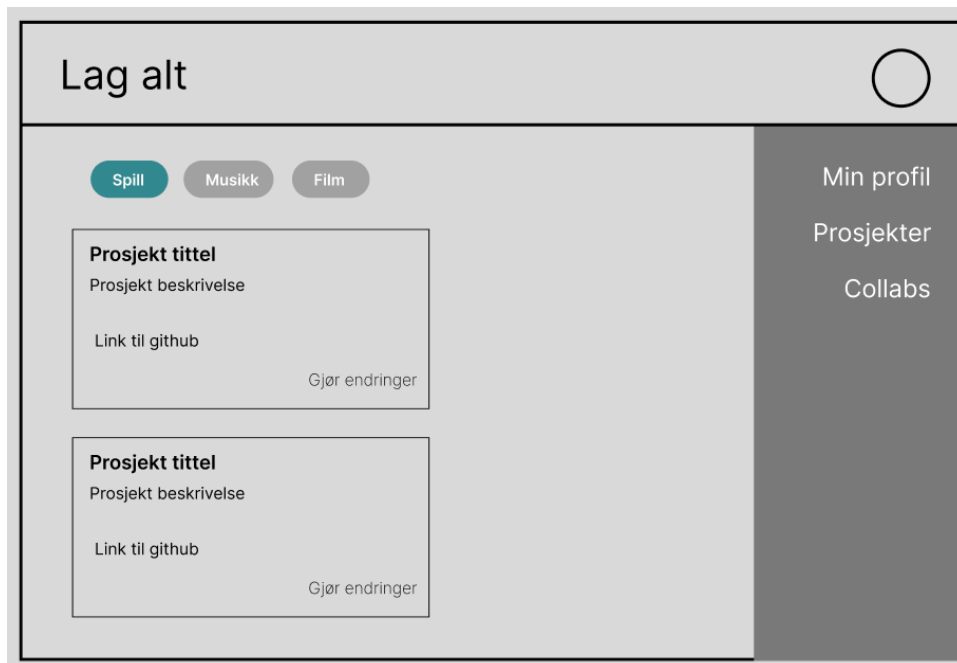 Lag alt
Spill Musikk Film
Prosjekt tittel
Prosjekt beskrivelse
Link til github
Gjør endringer
Prosjekt tittel
Prosjekt beskrivelse
Link til github
Gjør endringer
Min profil
Prosjekter
Collabs